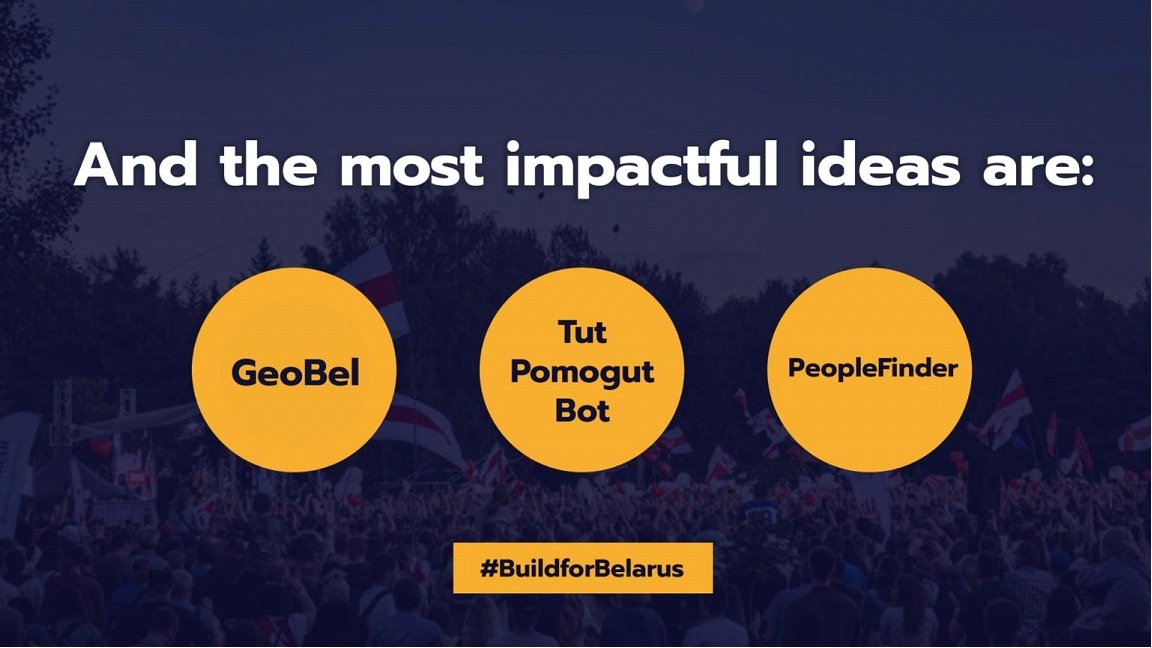 And the most impactful ideas are:
GeoBel
Tut
Pomogut
Bot
PeopleFinder
#BuildforBelarus